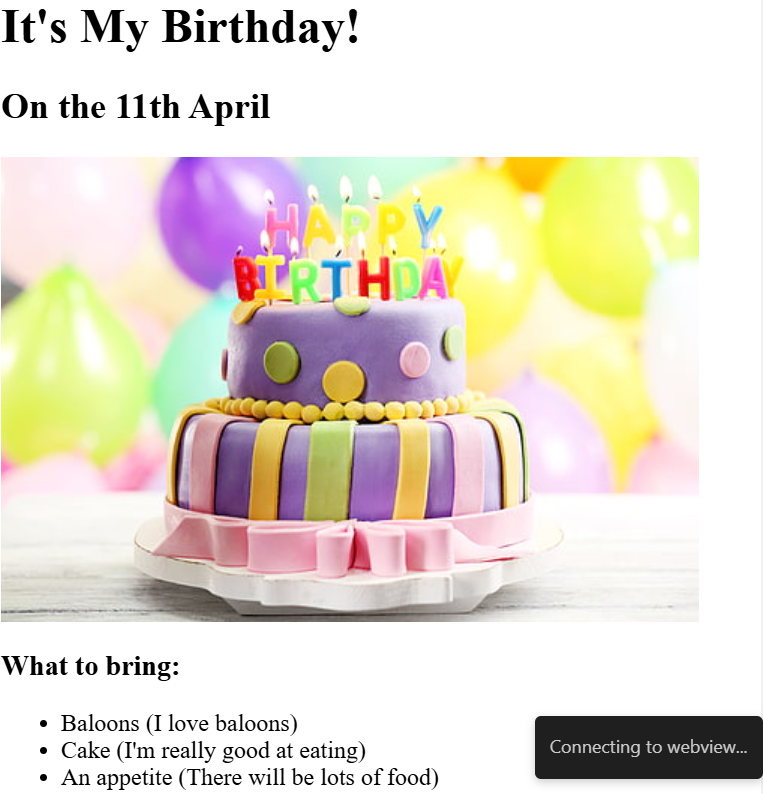 It's My Birthday!
On the 11th April
HAPPY
BIRTHDAY
What to bring:
Baloons (I love baloons)
Cake (I'm really good at eating)
An appetite (There will be lots of food)
Connecting to webview...